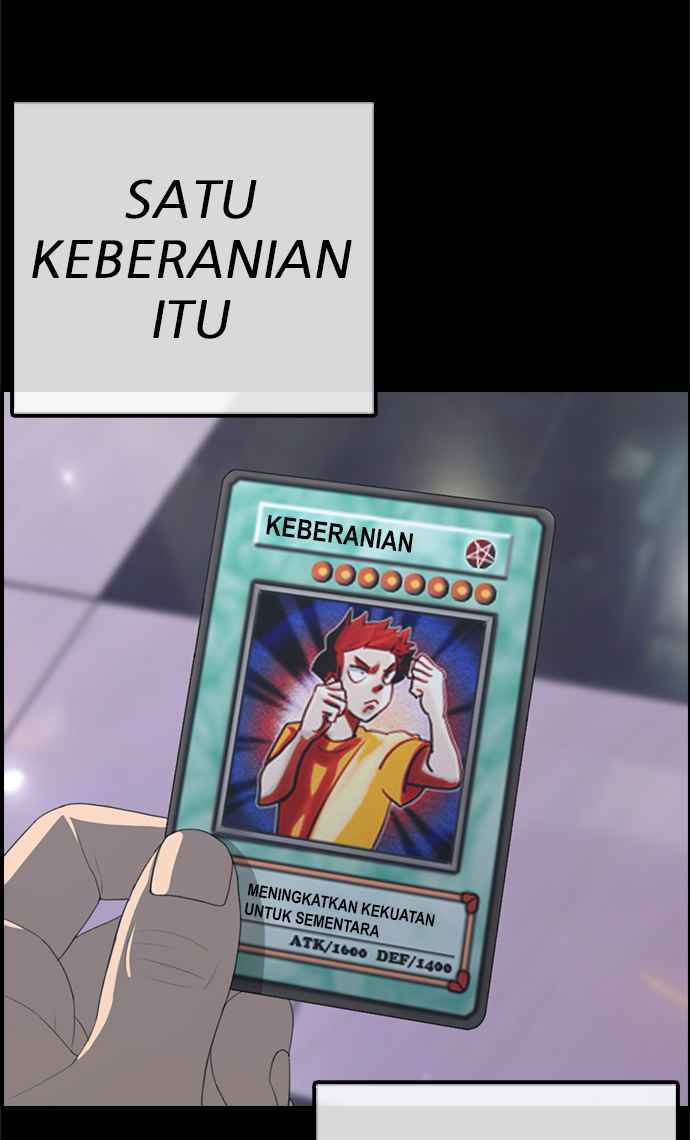 SATU
KEBERANIAN
ITU
KEBERANIAN
MENINGKATKAN KEKUATAN
UNTUK SEMENTARA
ATK/1600 DEF/1400